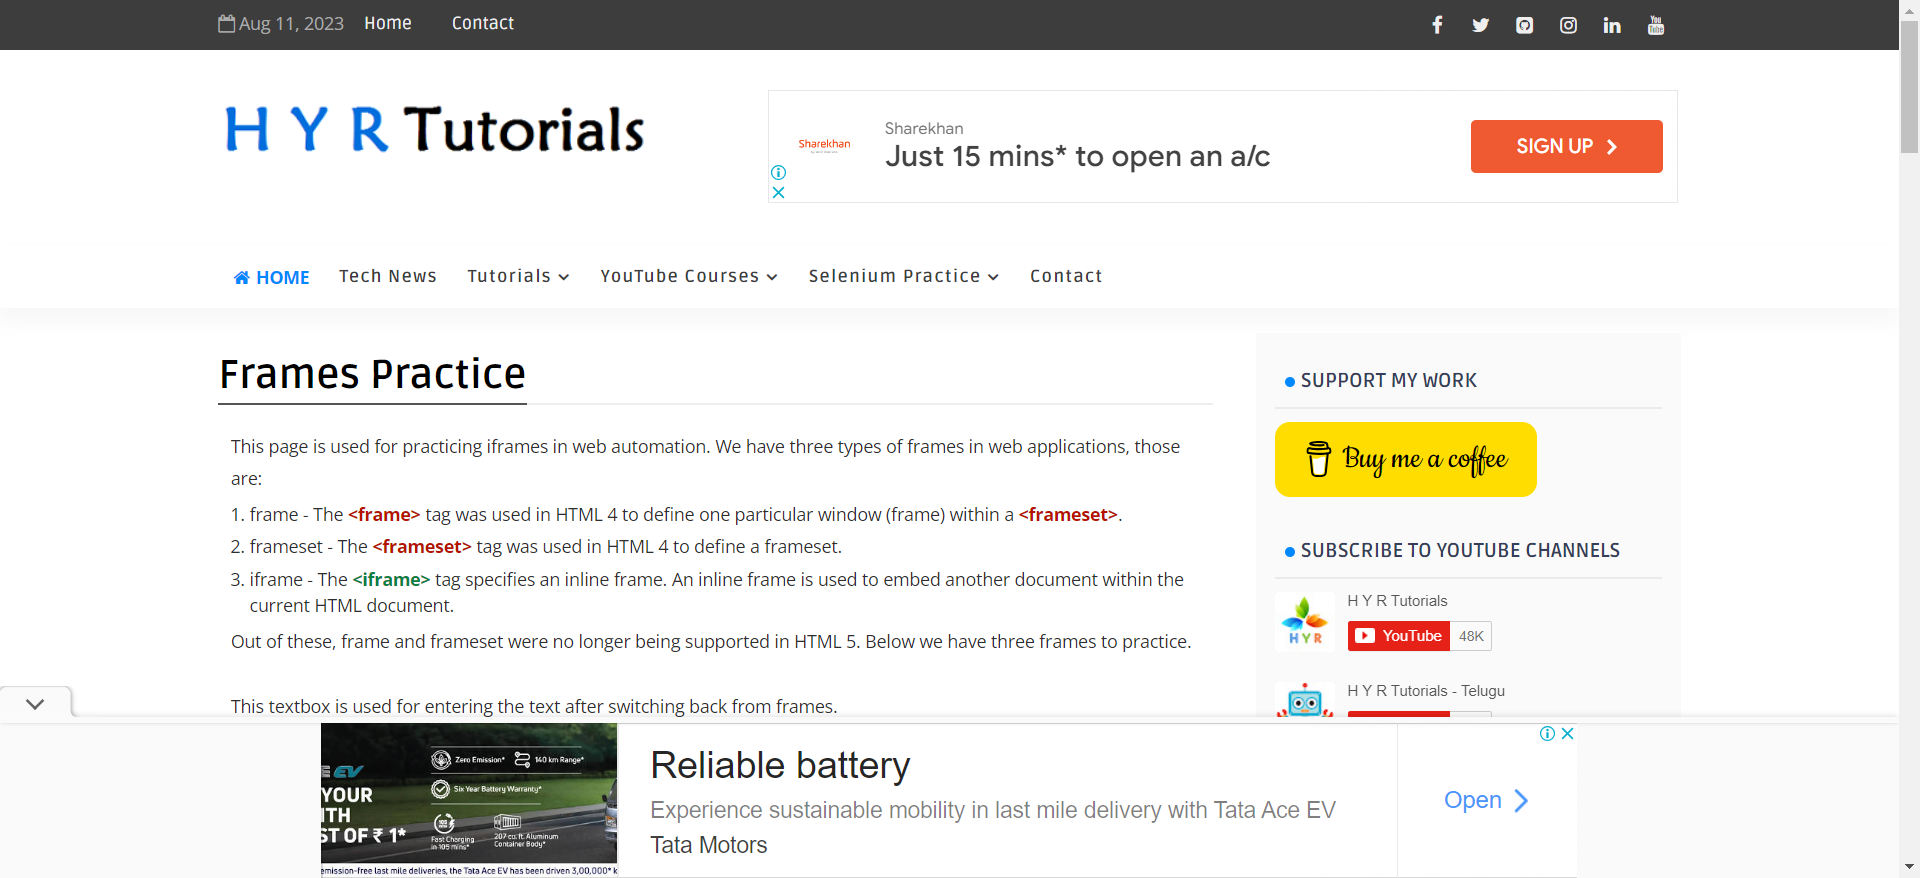 Aug 11, 2023 Home Contact
H Y R Tutorials
Sharekhan
Sharekhan
Just 15 mins* to open an a/c
SIGN UP
HOME Tech News Tutorials YouTube Courses Selenium Practice Contact
Frames Practice
This page is used for practicing iframes in web automation. We have three types of frames in web applications, those
are:
1. frame - The <frame> tag was used in HTML 4 to define one particular window (frame) within a <frameset>.
2. frameset - The <frameset> tag was used in HTML 4 to define a frameset.
3. iframe - The <iframe> tag specifies an inline frame. An inline frame is used to embed another document within the
current HTML document.
Out of these, frame and frameset were no longer being supported in HTML 5. Below we have three frames to practice.
This textbox is used for entering the text after switching back from frames.
SUPPORT MY WORK
Buy me a coffee
SUBSCRIBE TO YOUTUBE CHANNELS
H Y R Tutorials
HYR
YouTube 48K
H Y R Tutorials - Telugu
E EV
YOUR
ITH
ST OF ₹ 1*
Zero Emission* 140 km Range*
Six Year Battery Warranty*
Fast Charging
in 105 mins*
207 cu. ft. Aluminum
Container Body*
emission-free last mile deliveries, the Tata Ace EV has been driven 3,00,000* k
Reliable battery
Experience sustainable mobility in last mile delivery with Tata Ace EV
Tata Motors
Open